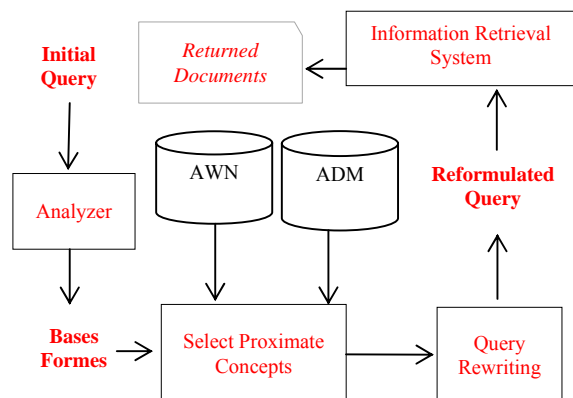 Initial
Query
Returned
Documents
Information Retrieval
System
Analyzer
AWN
ADM
Reformulated
Query
Bases
Formes
Select Proximate
Concepts
Query
Rewriting